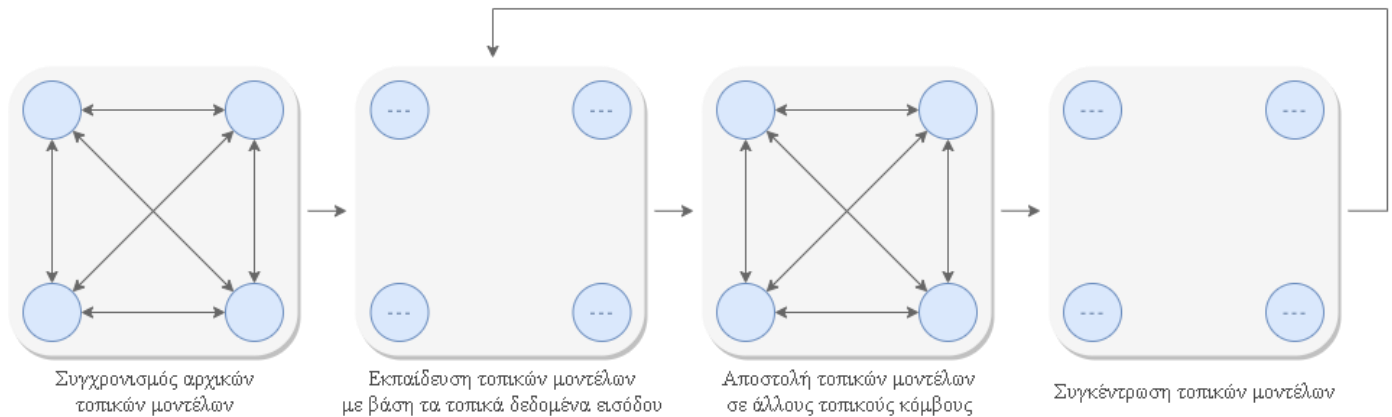 ---
---
---
---
---
---
---
---
Συγχρονισμός αρχικών
τοπικών μοντέλων
Εκπαίδευση τοπικών μοντέλων
με βάση τα τοπικά δεδομένα εισόδου
Αποστολή τοπικών μοντέλων
σε άλλους τοπικούς κόμβους
Συγκέντρωση τοπικών μοντέλων